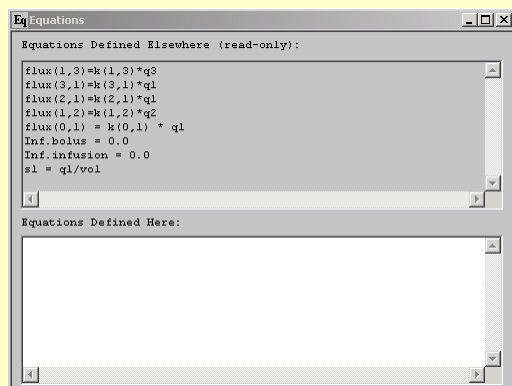 Eq Equations
Equations Defined Elsewhere (read-only):
flux(1,3)=k(1,3)*q3
flux(3,1)=k(3,1)*q1
flux(2,1)=k(2,1)*q1
flux(1,2)=k(1,2)*q2
flux(0,1) = k(0,1) * q1
Inf.bolus = 0.0
Inf.infusion = 0.0
s1 = q1/vol
Equations Defined Here: